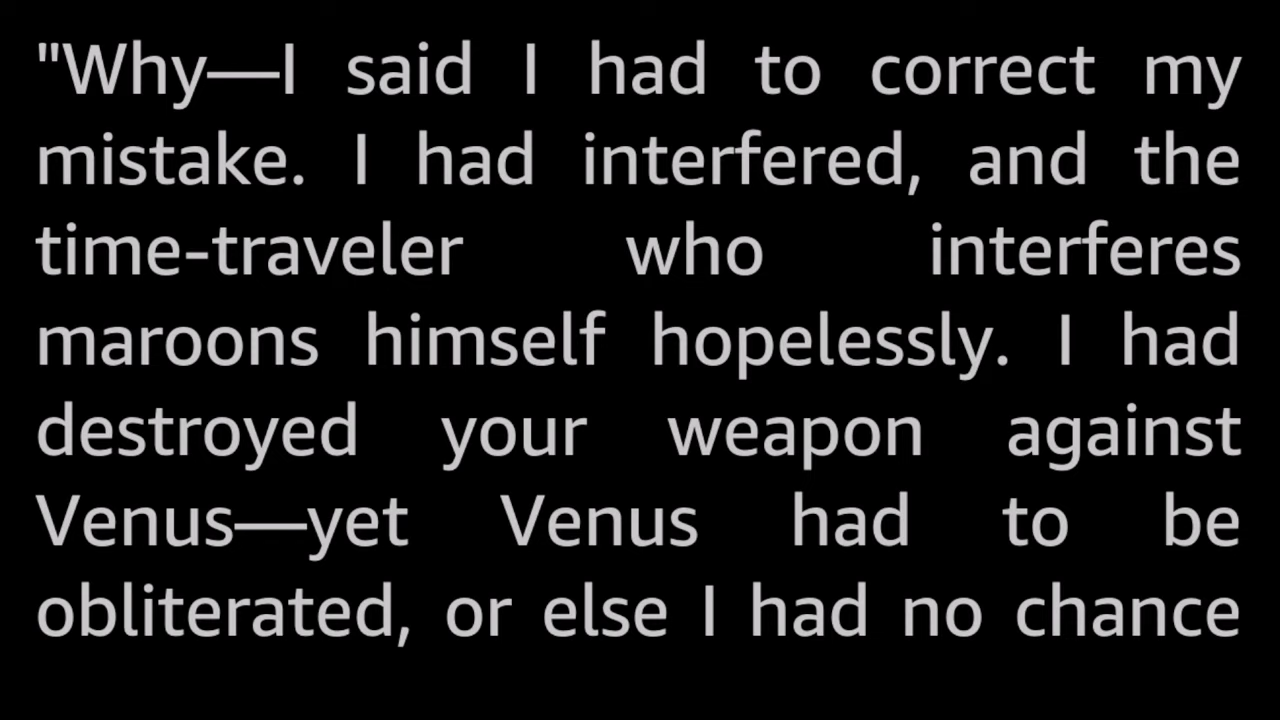 "Why—I said I had to correct my
mistake. I had interfered, and the
time-traveler who interferes
maroons himself hopelessly. I had
destroyed your weapon against
Venus—yet Venus had to be
obliterated, or else I had no chance